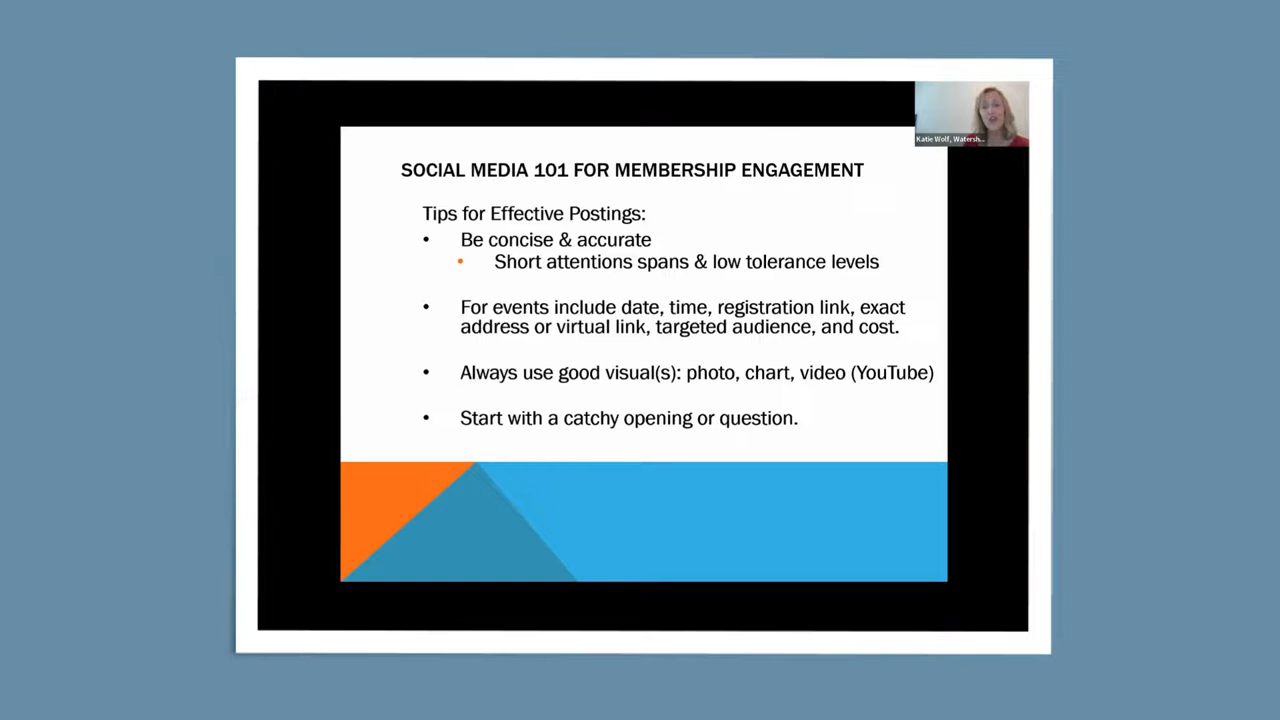 Katie Wolf, Watersh...
SOCIAL MEDIA 101 FOR MEMBERSHIP ENGAGEMENT
Tips for Effective Postings:
• Be concise & accurate
• Short attentions spans & low tolerance levels
• For events include date, time, registration link, exact
address or virtual link, targeted audience, and cost.
• Always use good visual(s): photo, chart, video (YouTube)
• Start with a catchy opening or question.